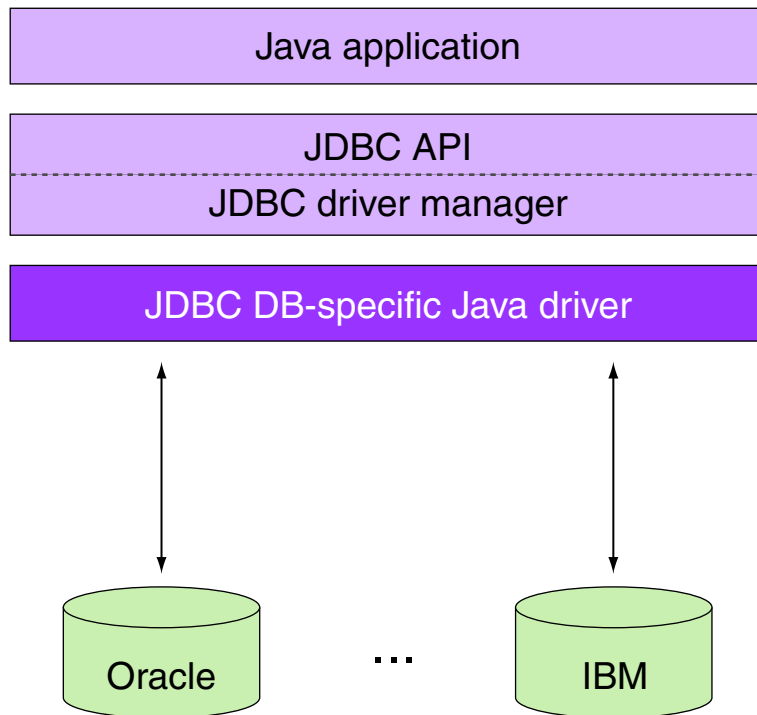 Java application
JDBC API
JDBC driver manager
JDBC DB-specific Java driver
Oracle
...
IBM